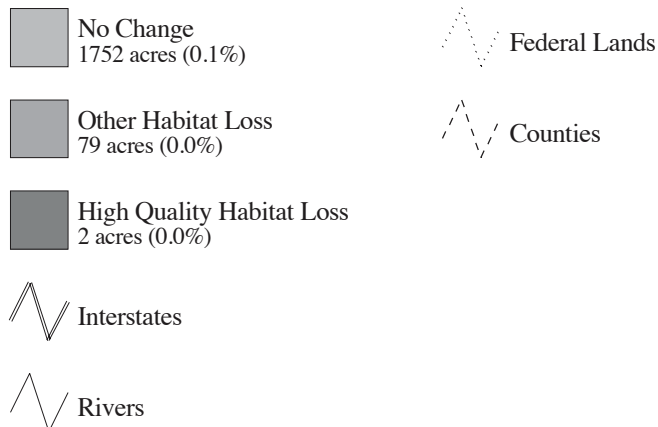 No Change
1752 acres (0.1%)
Other Habitat Loss
79 acres (0.0%)
High Quality Habitat Loss
2 acres (0.0%)
Interstates
Rivers
Federal Lands
Counties